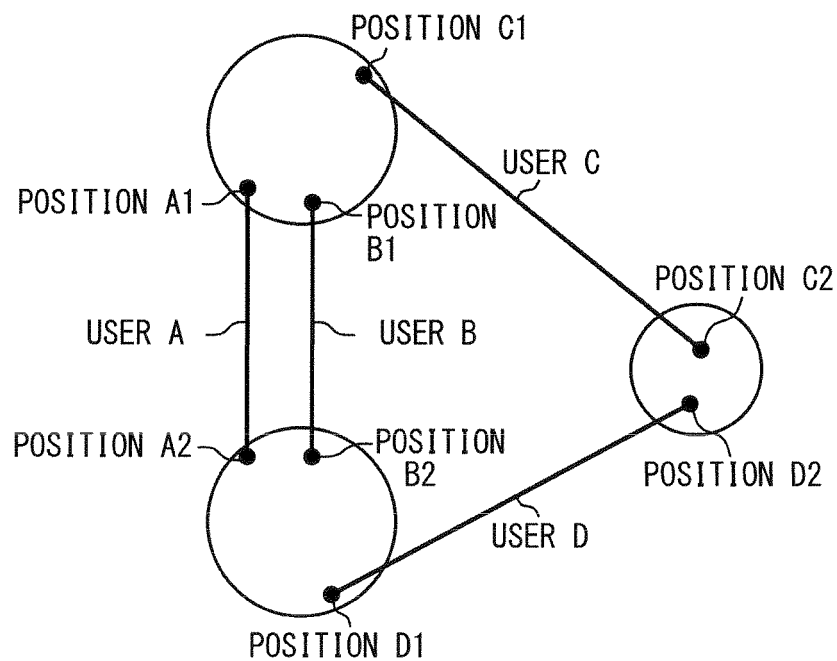 POSITION C1
USER C
POSITION A1
POSITION
B1
POSITION C2
USER A
USER B
POSITION A2
POSITION
B2
POSITION D2
USER D
POSITION D1